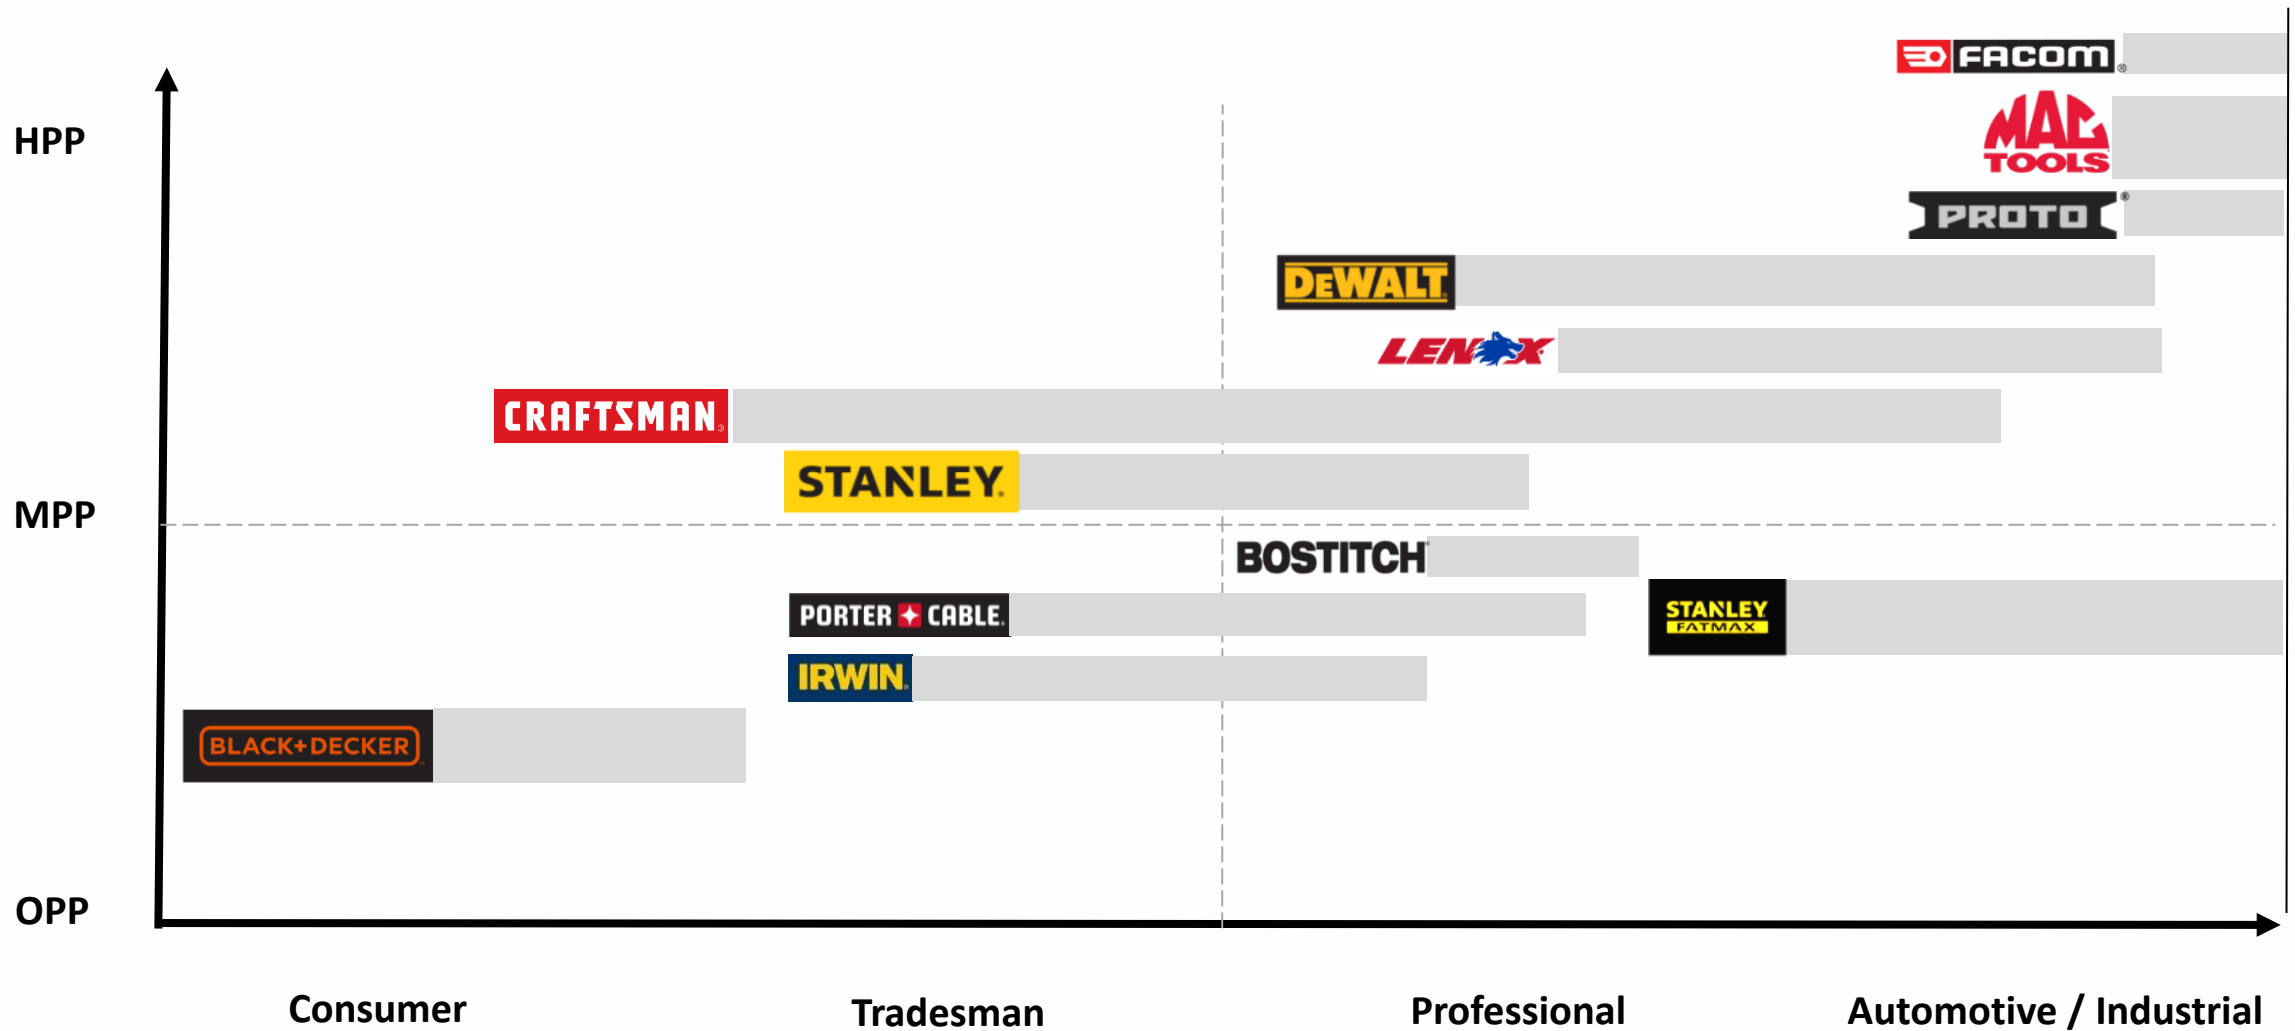 FACOM®
HPP
MAC
TOOLS
PROTO®
DEWALT
LENOX
CRAFTSMAN®
STANLEY®
MPP
BOSTITCH
STANLEY
FATMAX
PORTER CABLE
IRWIN®
BLACK+DECKER
OPP
Consumer
Tradesman
Professional
Automotive / Industrial